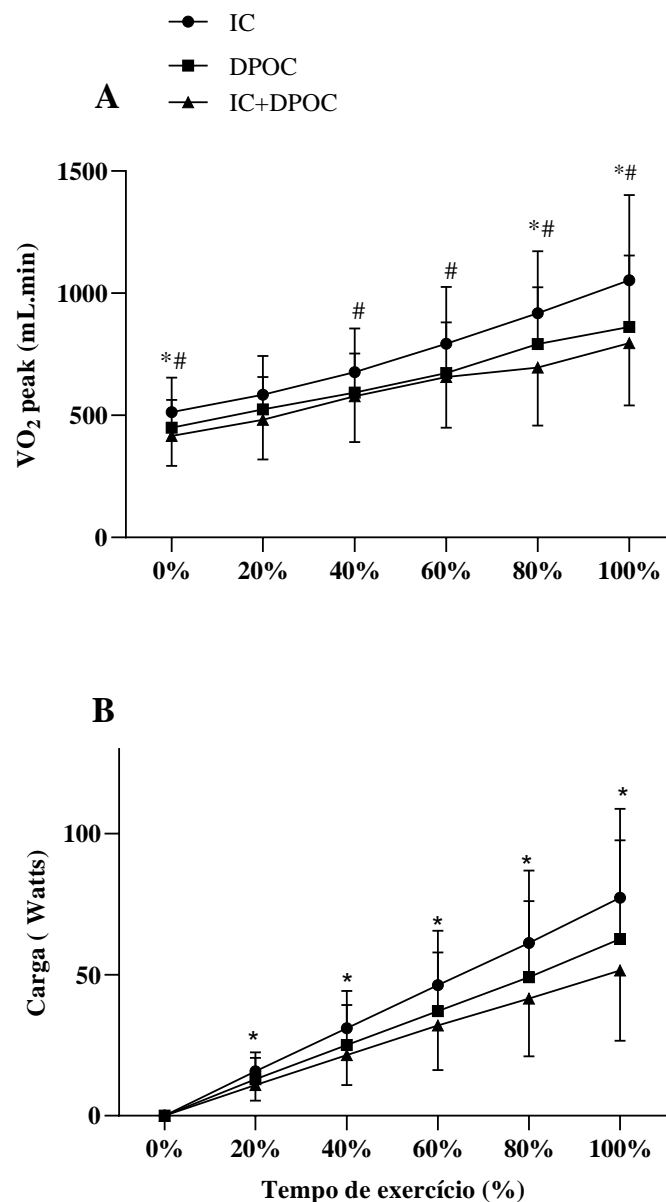 IC
DPOC
A
IC+DPOC
1500
*#
*#
1000
#
#
*#
500
0
VO₂ peak (mL.min)
0% 20% 40% 60% 80% 100%
B
*
100
*
*
*
50
*
0
Carga ( Watts)
0% 20% 40% 60% 80% 100%
Tempo de exercício (%)